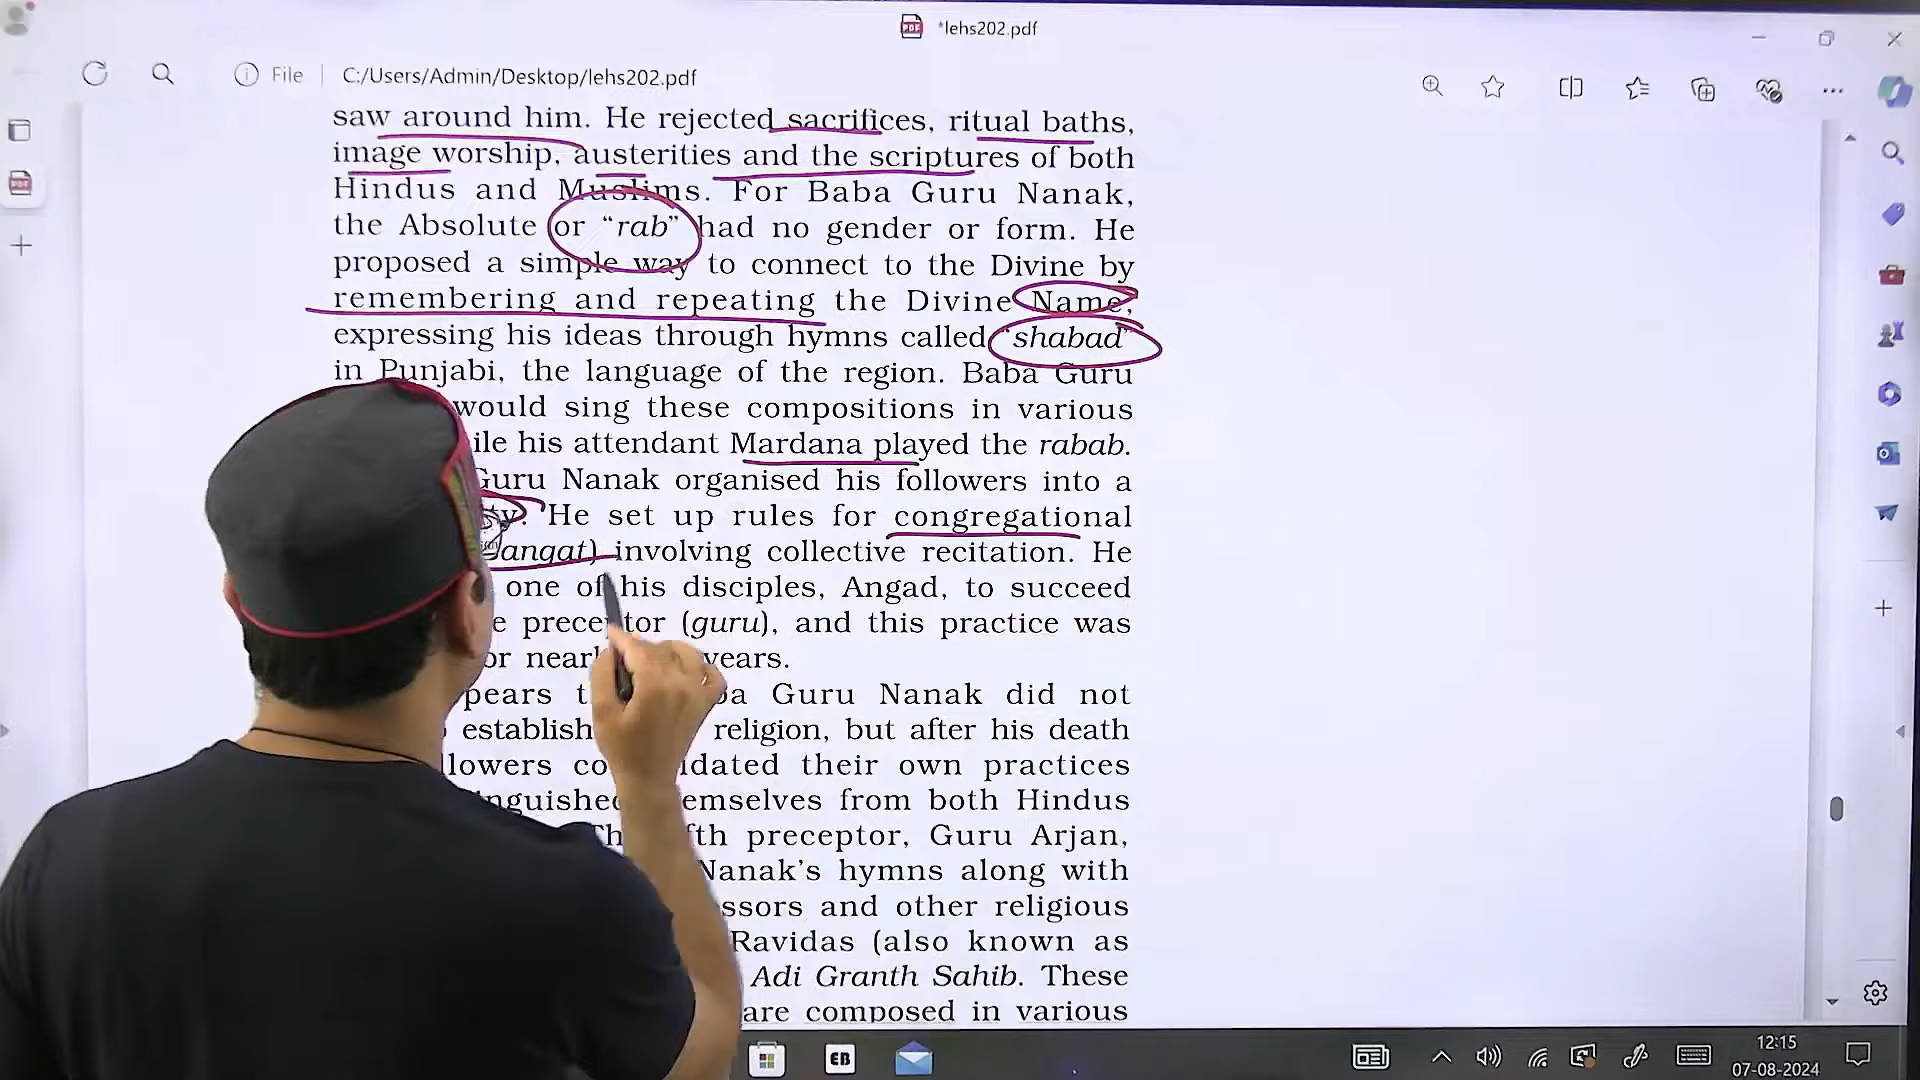 *lehs202.pdf
File C:/Users/Admin/Desktop/lehs202.pdf
saw around him. He rejected sacrifices, ritual baths,
image worship, austerities and the scriptures of both
Hindus and Muslims. For Baba Guru Nanak,
the Absolute or “rab” had no gender or form. He
proposed a simple way to connect to the Divine by
remembering and repeating the Divine Name,
expressing his ideas through hymns called “shabad”
in Punjabi, the language of the region. Baba Guru
would sing these compositions in various
his attendant Mardana played the rabab.
Guru Nanak organised his followers into a
He set up rules for congregational
involving collective recitation. He
one of his disciples, Angad, to succeed
preceptor (guru), and this practice was
years.
Guru Nanak did not
religion, but after his death
their own practices
from both Hindus
preceptor, Guru Arjan,
Nanak’s hymns along with
and other religious
Ravidas (also known as
Adi Granth Sahib. These
are composed in various
EB
12:15
07-08-2024